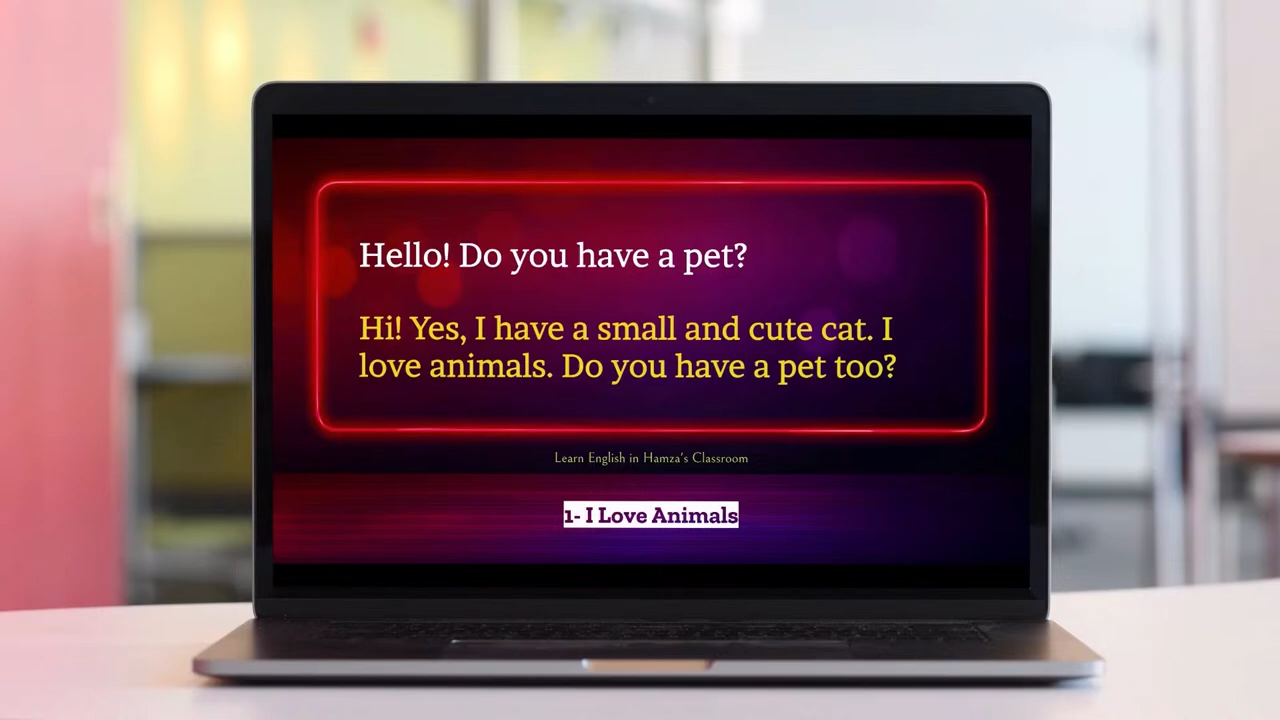 Hello! Do you have a pet?
Hi! Yes, I have a small and cute cat. I
love animals. Do you have a pet too?
Learn English in Hamza's Classroom
1- I Love Animals